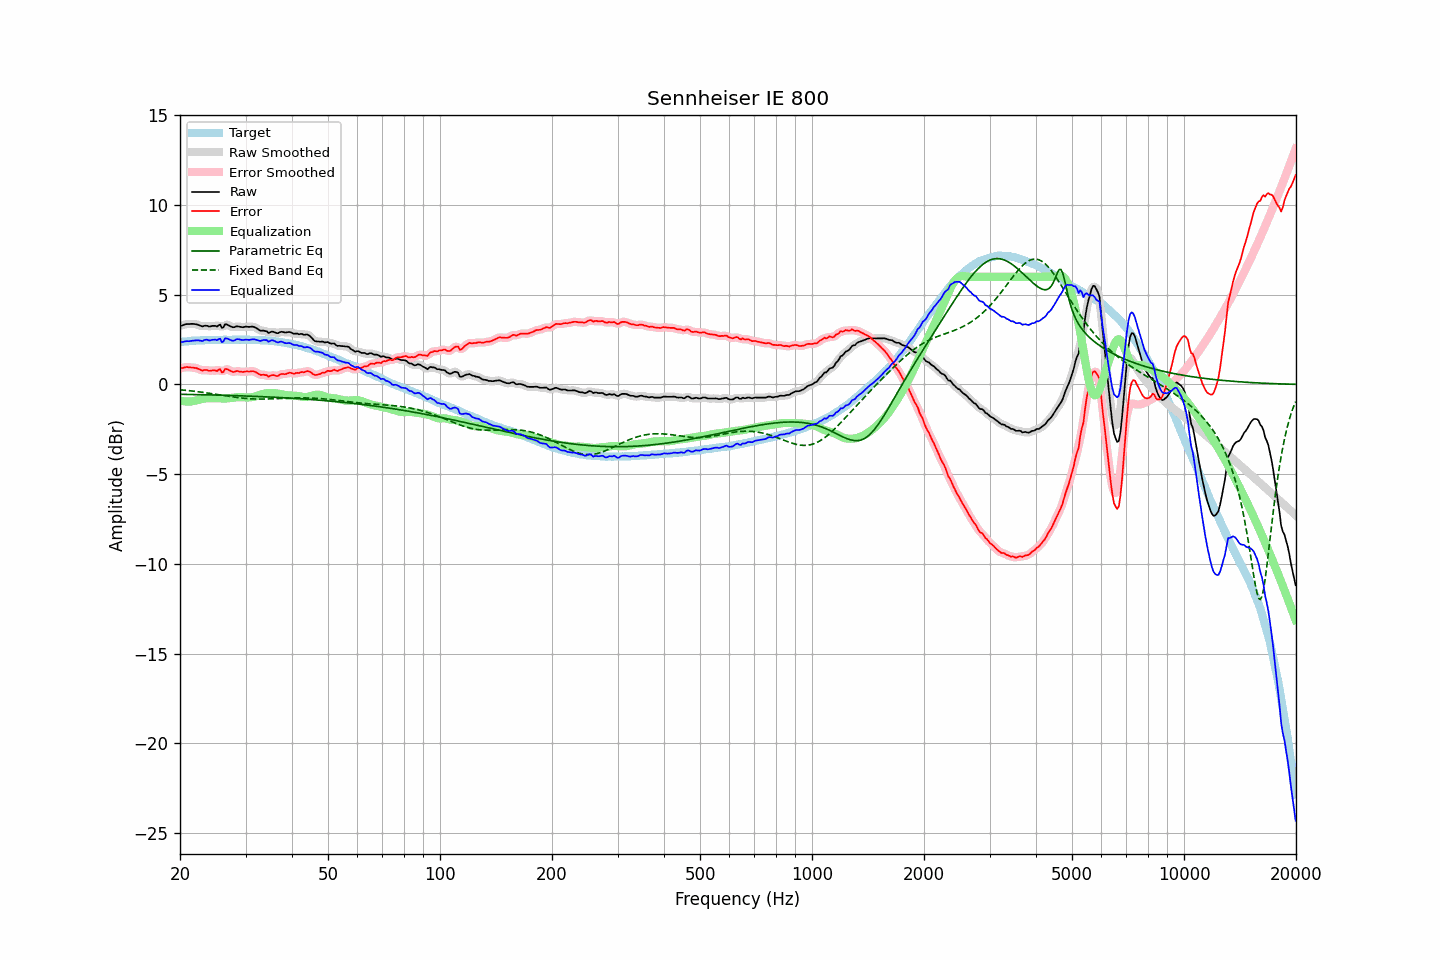 Sennheiser IE 800
15
10
5
0
−5
−10
−15
−20
−25
Amplitude (dBr)
Target
Raw Smoothed
Error Smoothed
Raw
Error
Equalization
Parametric Eq
Fixed Band Eq
Equalized
20 50 100 200 500 1000 2000 5000 10000 20000
Frequency (Hz)